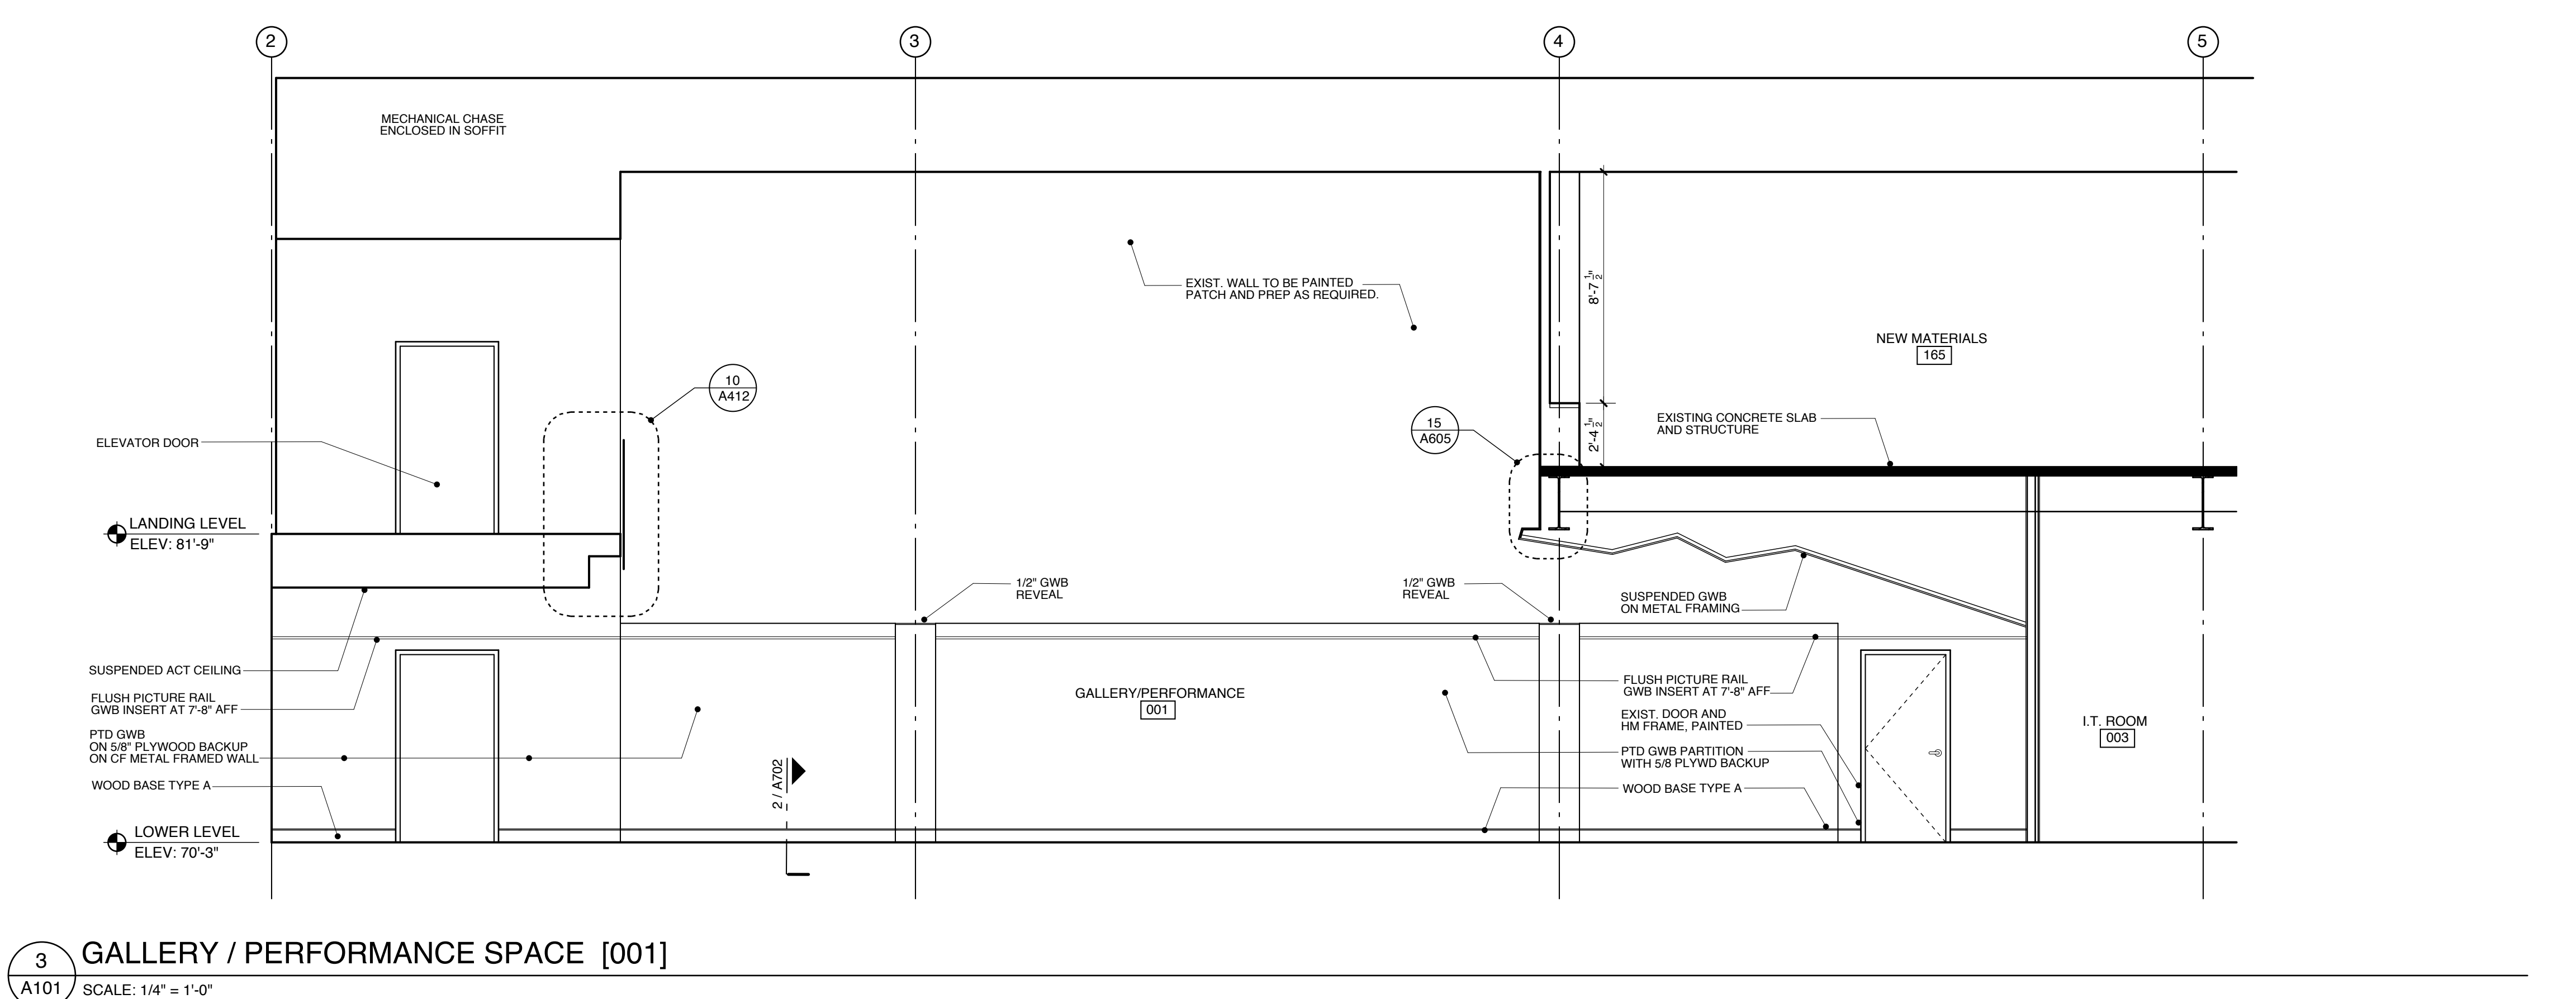 2
3
4
5
MECHANICAL CHASE
ENCLOSED IN SOFFIT
EXIST. WALL TO BE PAINTED
PATCH AND PREP AS REQUIRED.
8'-7 1/2"
2'-4 1/2"
NEW MATERIALS
165
10
A412
15
A605
EXISTING CONCRETE SLAB
AND STRUCTURE
ELEVATOR DOOR
LANDING LEVEL
ELEV: 81'-9"
1/2" GWB
REVEAL
1/2" GWB
REVEAL
SUSPENDED GWB
ON METAL FRAMING
SUSPENDED ACT CEILING
FLUSH PICTURE RAIL
GWB INSERT AT 7'-8" AFF
PTD GWB
ON 5/8" PLYWOOD BACKUP
ON CF METAL FRAMED WALL
WOOD BASE TYPE A
GALLERY/PERFORMANCE
001
2 / A702
FLUSH PICTURE RAIL
GWB INSERT AT 7'-8" AFF
EXIST. DOOR AND
HM FRAME, PAINTED
PTD GWB PARTITION
WITH 5/8 PLYWD BACKUP
WOOD BASE TYPE A
I.T. ROOM
003
LOWER LEVEL
ELEV: 70'-3"
3
A101
GALLERY / PERFORMANCE SPACE [001]
SCALE: 1/4" = 1'-0"